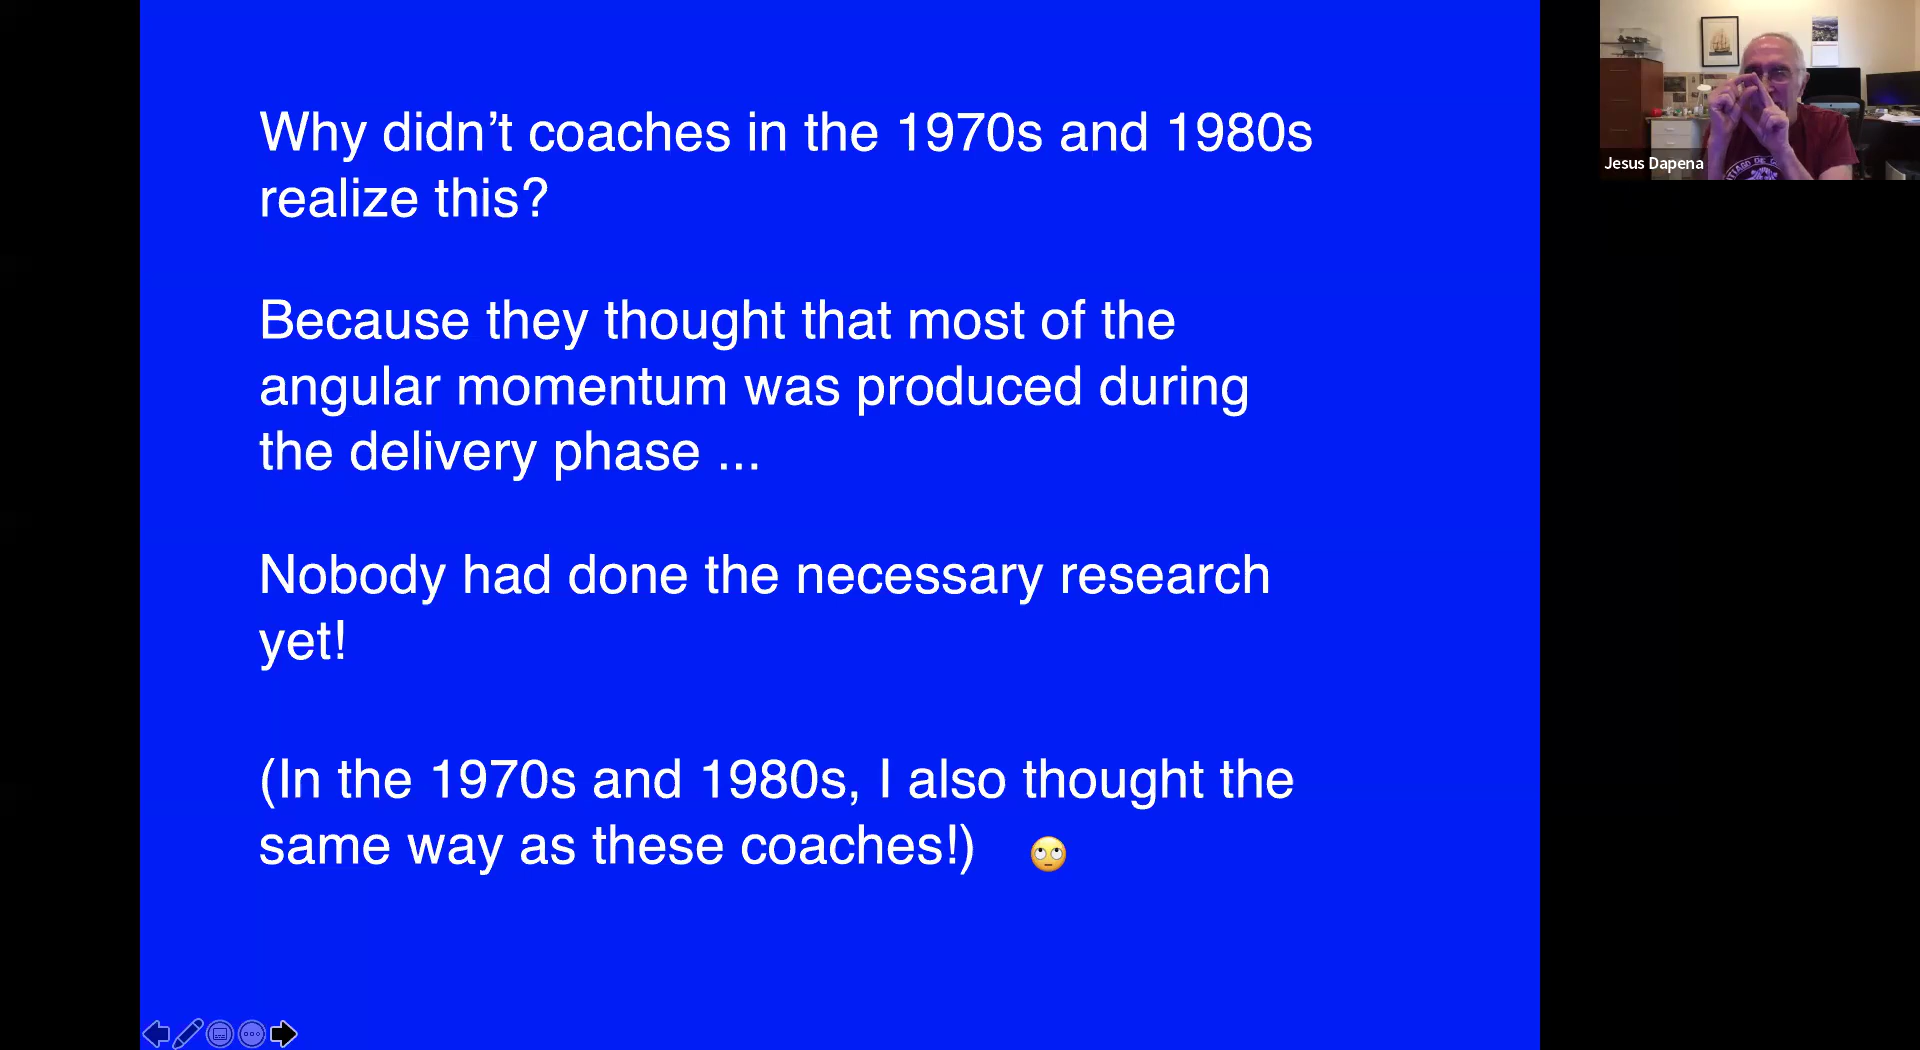 Why didn’t coaches in the 1970s and 1980s
realize this?
Because they thought that most of the
angular momentum was produced during
the delivery phase ...
Nobody had done the necessary research
yet!
(In the 1970s and 1980s, I also thought the
same way as these coaches!) 🙄
Jesus Dapena